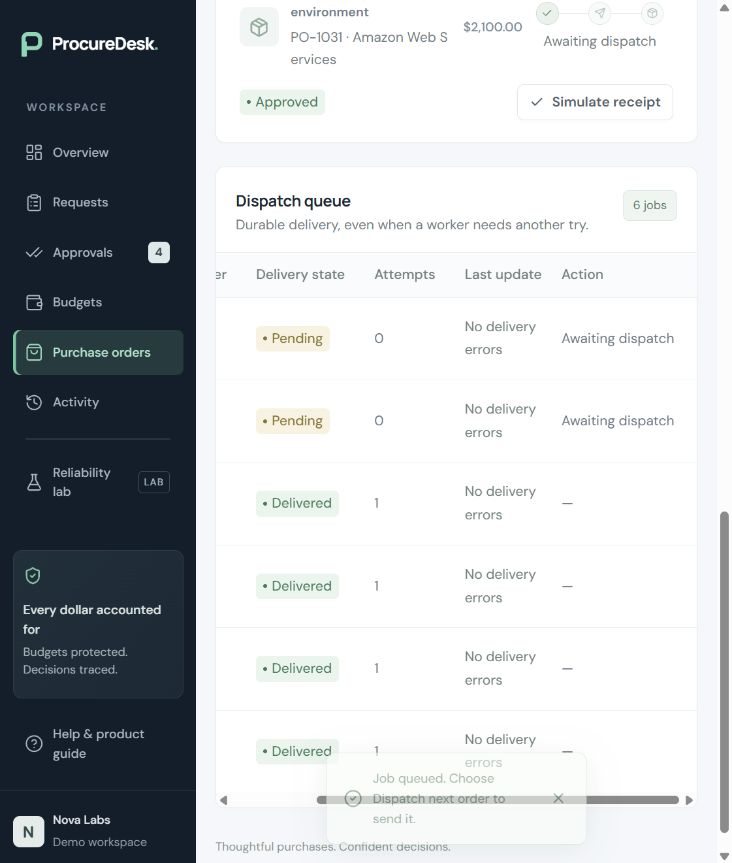 ProcureDesk.
WORKSPACE
Overview
Requests
Approvals
4
Budgets
Purchase orders
Activity
Reliability
lab
LAB
Every dollar accounted
for
Budgets protected.
Decisions traced.
Help & product
guide
N
Nova Labs
Demo workspace
environment
PO-1031 · Amazon Web S
ervices
$2,100.00
Awaiting dispatch
• Approved
Simulate receipt
Dispatch queue
Durable delivery, even when a worker needs another try.
6 jobs
er Delivery state Attempts Last update Action
• Pending 0 No delivery
errors Awaiting dispatch
• Pending 0 No delivery
errors Awaiting dispatch
• Delivered 1 No delivery
errors —
• Delivered 1 No delivery
errors —
• Delivered 1 No delivery
errors —
• Delivered 1 No delivery
errors —
Job queued. Choose
Dispatch next order to
send it.
Thoughtful purchases. Confident decisions.